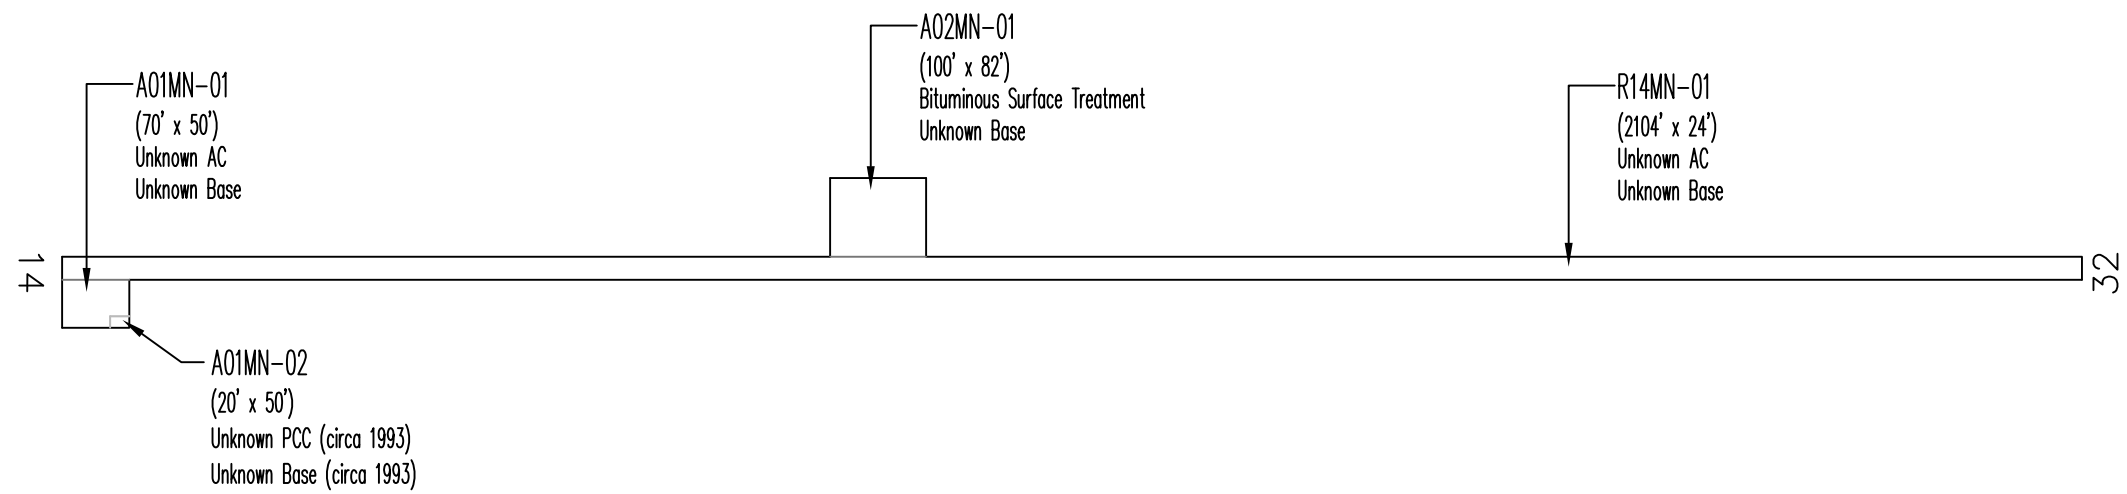 A02MN-01
(100' x 82')
Bituminous Surface Treatment
Unknown Base
A01MN-01
(70' x 50')
Unknown AC
Unknown Base
R14MN-01
(2104' x 24')
Unknown AC
Unknown Base
14
32
A01MN-02
(20' x 50')
Unknown PCC (circa 1993)
Unknown Base (circa 1993)